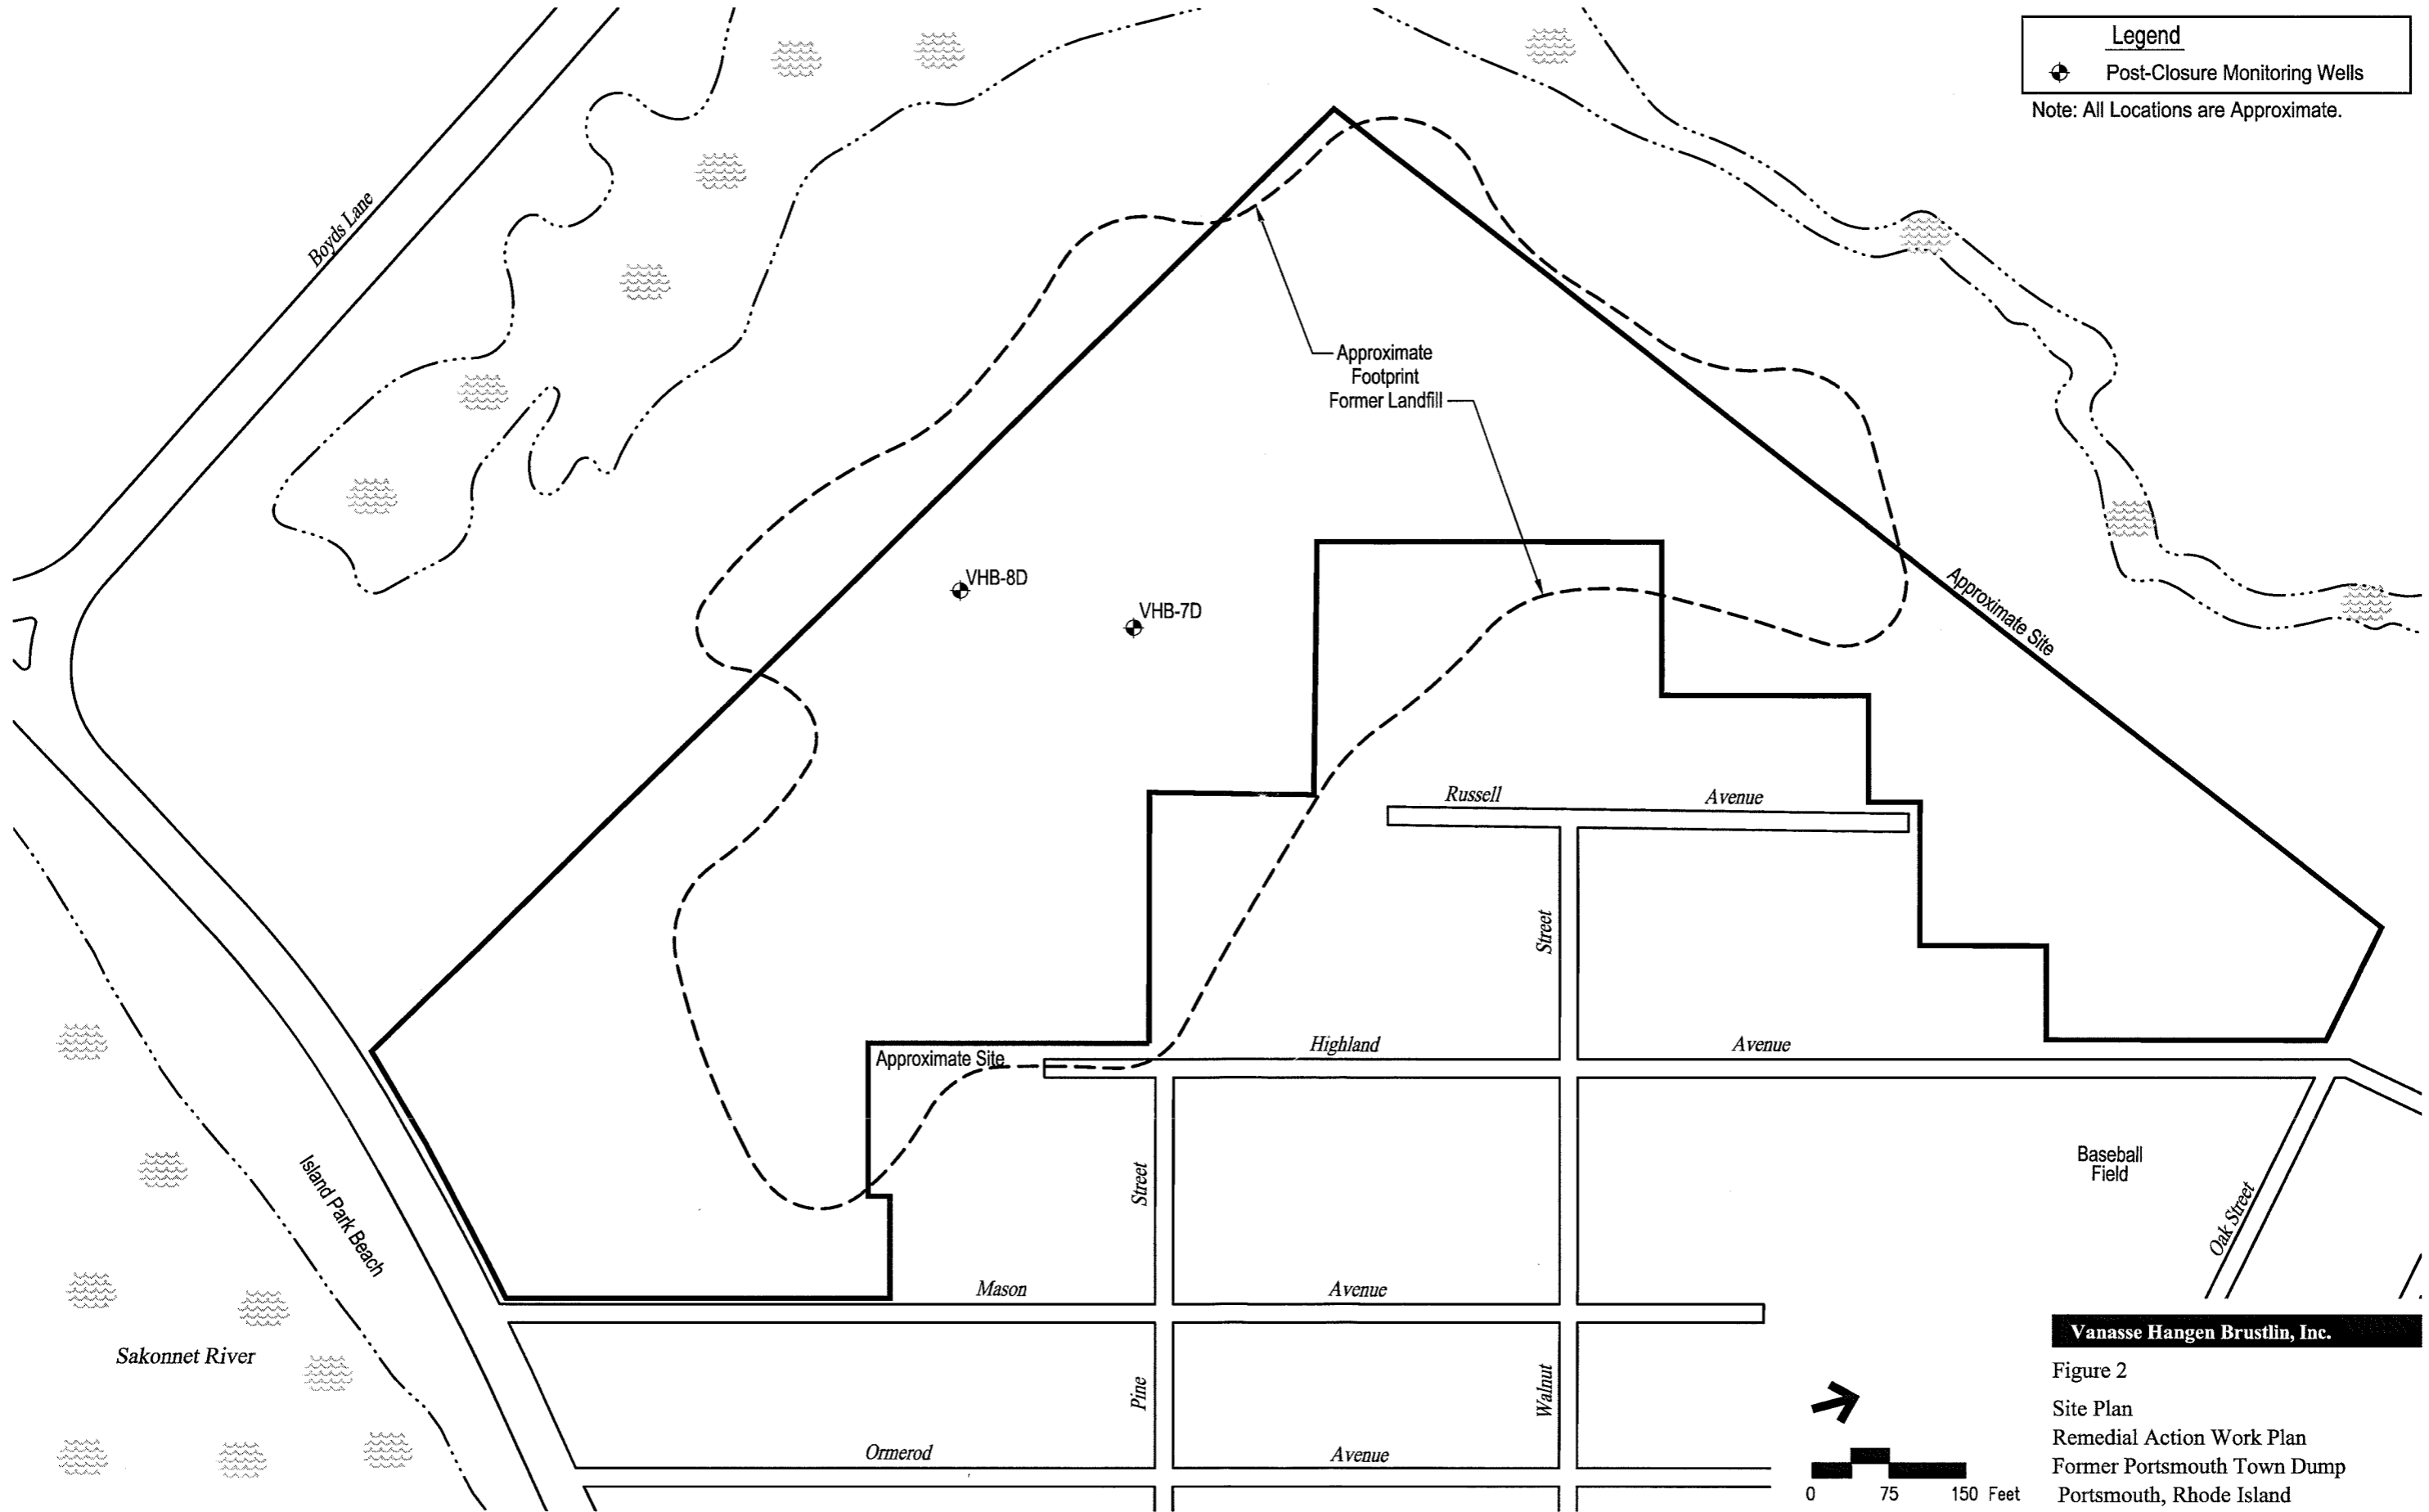 Legend
Post-Closure Monitoring Wells
Note: All Locations are Approximate.
Boyds Lane
Approximate
Footprint
Former Landfill
VHB-8D
VHB-7D
Approximate Site
Russell Avenue
Street
Street
Approximate Site
Highland Avenue
Baseball
Field
Oak Street
Island Park Beach
Mason Avenue
Sakonnet River
Pine
Walnut
Ormerod Avenue
0 75 150 Feet
Vanasse Hangen Brustlin, Inc.
Figure 2
Site Plan
Remedial Action Work Plan
Former Portsmouth Town Dump
Portsmouth, Rhode Island